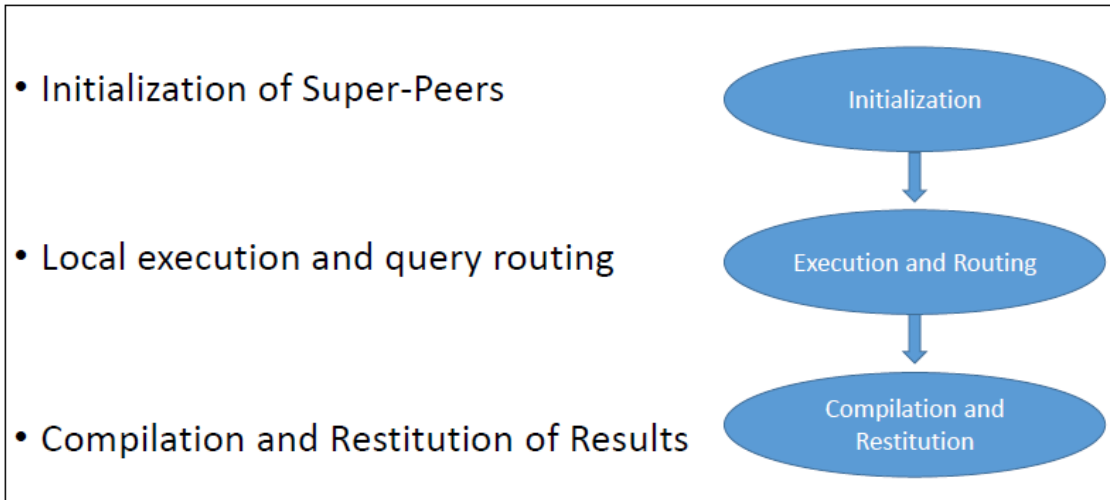 • Initialization of Super-Peers
Initialization
• Local execution and query routing
Execution and Routing
• Compilation and Restitution of Results
Compilation and
Restitution